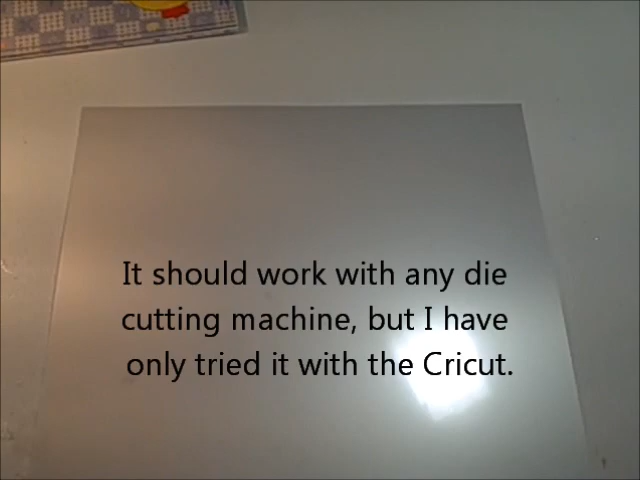 It should work with any die
cutting machine, but I have
only tried it with the Cricut.